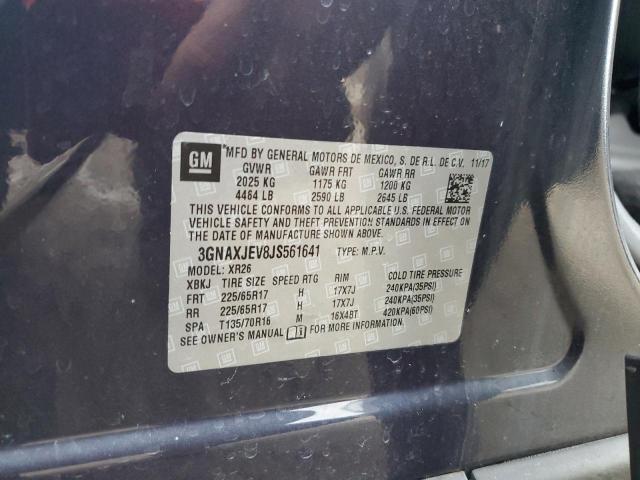 GM MFD BY GENERAL MOTORS DE MEXICO, S. DE R.L. DE C.V. 11/17
GVWR GAWR FRT GAWR RR
2025 KG 1175 KG 1200 KG
4464 LB 2590 LB 2645 LB
THIS VEHICLE CONFORMS TO ALL APPLICABLE U.S. FEDERAL MOTOR
VEHICLE SAFETY AND THEFT PREVENTION STANDARDS IN EFFECT ON
THE DATE OF MANUFACTURE SHOWN ABOVE.
3GNAXJEV8JS561641 TYPE: M.P.V.
MODEL: XR26
XBKJ TIRE SIZE SPEED RTG RIM COLD TIRE PRESSURE
FRT 225/65R17 H 17X7J 240KPA(35PSI)
RR 225/65R17 H 17X7J 240KPA(35PSI)
SPA T135/70R16 M 16X4BT 420KPA(60PSI)
SEE OWNER'S MANUAL FOR MORE INFORMATION.